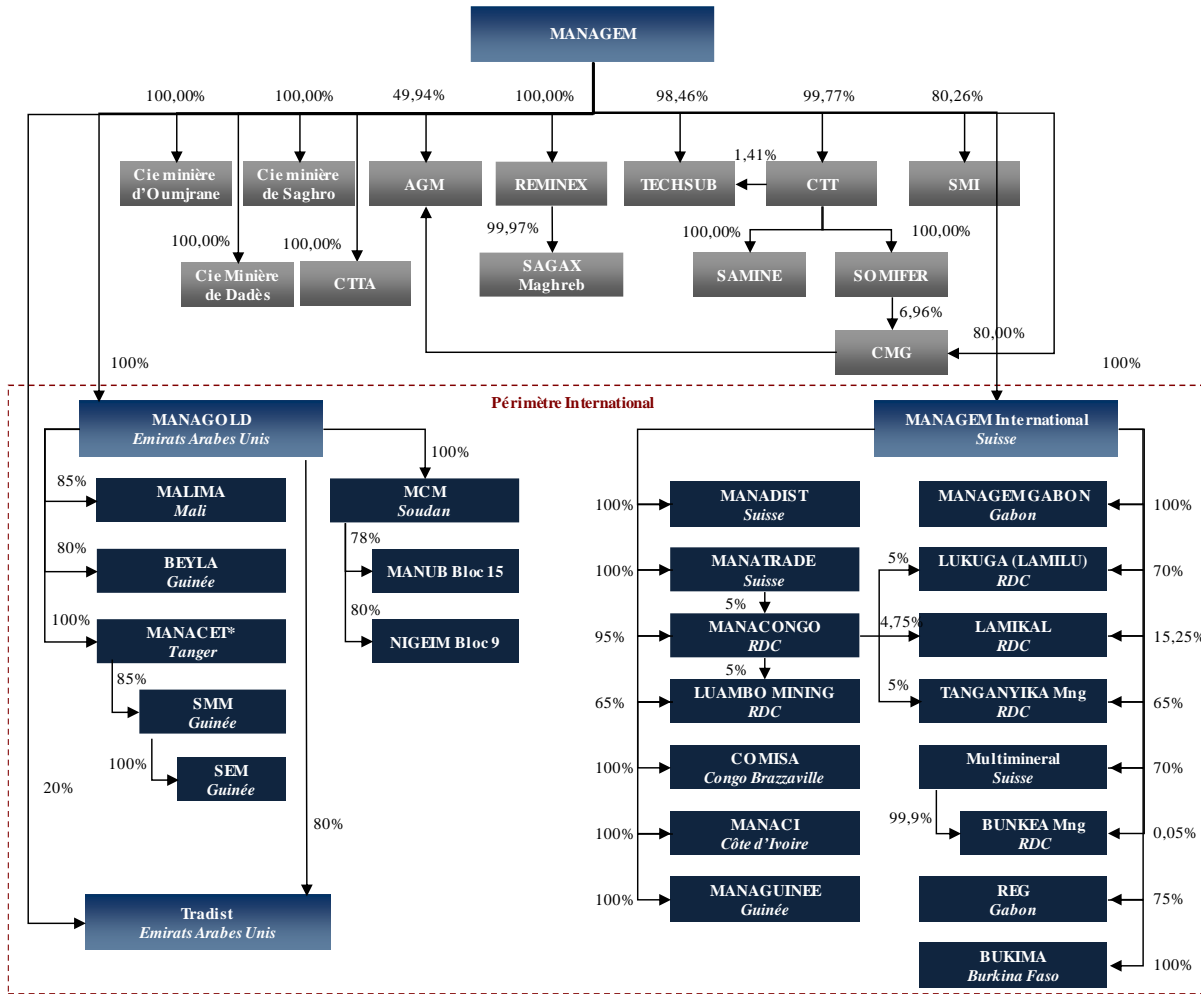 MANAGEM
100,00%
100,00%
49,94%
100,00%
98,46%
99,77%
80,26%
Cie minière
d'Oumjrane
Cie minière
de Saghro
AGM
REMINEX
TECHSUB
1,41%
CTT
SMI
100,00%
100,00%
99,97%
100,00%
100,00%
Cie Minière
de Dadès
CTTA
SAGAX
Maghreb
SAMINE
SOMIFER
6,96%
80,00%
CMG
100%
100%
Périmètre International
MANAGOLD
Emirats Arabes Unis
MANAGEM International
Suisse
100%
85%
MALIMA
Mali
MCM
Soudan
100%
MANADIST
Suisse
MANAGEM GABON
Gabon
100%
78%
80%
BEYLA
Guinée
MANUB Bloc 15
100%
MANATRADE
Suisse
5%
LUKUGA (LAMILU)
RDC
70%
80%
100%
MANACET*
Tanger
NIGEIM Bloc 9
5%
95%
MANACONGO
RDC
4,75%
LAMIKAL
RDC
15,25%
85%
5%
5%
SMM
Guinée
65%
LUAMBO MINING
RDC
TANGANYIKA Mng
RDC
65%
100%
SEM
Guinée
100%
COMISA
Congo Brazzaville
Multimineral
Suisse
70%
20%
80%
99,9%
100%
MANACI
Côte d'Ivoire
BUNKEA Mng
RDC
0,05%
100%
MANAGUINEE
Guinée
REG
Gabon
75%
Tradist
Emirats Arabes Unis
BUKIMA
Burkina Faso
100%